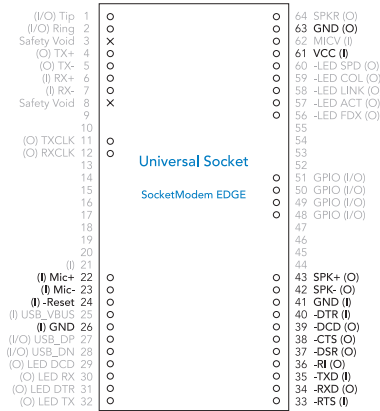 (I/O) Tip 1 64 SPKR (O)
(I/O) Ring 2 63 GND (O)
Safety Void 3 62 MICV (I)
(O) TX+ 4 61 VCC (I)
(O) TX- 5 60 -LED SPD (O)
(I) RX+ 6 59 -LED COL (O)
(I) RX- 7 58 -LED LINK (O)
Safety Void 8 57 -LED ACT (O)
9 56 -LED FDX (O)
10 55
(O) TXCLK 11 54
(O) RXCLK 12 53
13 Universal Socket 52
14 51 GPIO (I/O)
15 SocketModem EDGE 50 GPIO (I/O)
16 49 GPIO (I/O)
17 48 GPIO (I/O)
18 47
19 46
20 45
(I) 21 44
(I) Mic+ 22 43 SPK+ (O)
(I) Mic- 23 42 SPK- (O)
(I) -Reset 24 41 GND (I)
(I) USB_VBUS 25 40 -DTR (I)
(I) GND 26 39 -DCD (O)
(I/O) USB_DP 27 38 -CTS (O)
(I/O) USB_DN 28 37 -DSR (O)
(O) LED DCD 29 36 -RI (O)
(O) LED RX 30 35 -TXD (I)
(O) LED DTR 31 34 -RXD (O)
(O) LED TX 32 33 -RTS (I)